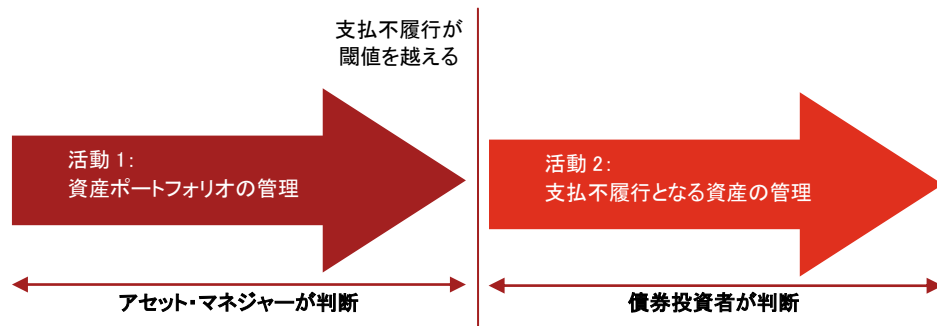 支払不履行が
閾値を越える
活動 1:
資産ポートフォリオの管理
活動 2:
支払不履行となる資産の管理
アセット・マネジャーが判断
債券投資者が判断